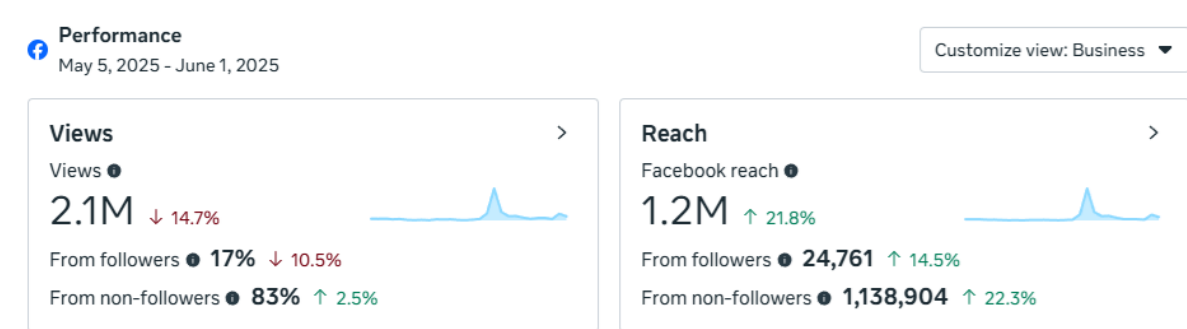 Performance
May 5, 2025 - June 1, 2025
Customize view: Business
Views
Views
2.1M ↓ 14.7%
From followers 17% ↓ 10.5%
From non-followers 83% ↑ 2.5%
Reach
Facebook reach
1.2M ↑ 21.8%
From followers 24,761 ↑ 14.5%
From non-followers 1,138,904 ↑ 22.3%